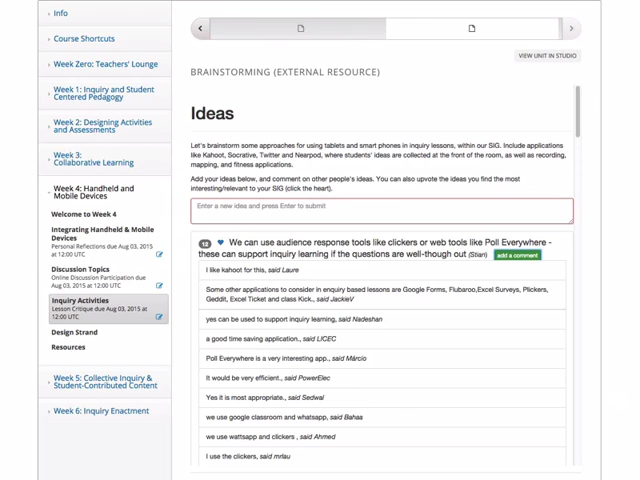 Info
Course Shortcuts
Week Zero: Teachers' Lounge
Week 1: Inquiry and Student
Centered Pedagogy
Week 2: Designing Activities
and Assessments
Week 3:
Collaborative Learning
Week 4: Handheld and
Mobile Devices
Welcome to Week 4
Integrating Handheld & Mobile
Devices
Personal Reflections due Aug 03, 2015
at 12:00 UTC
Discussion Topics
Online Discussion Participation due Aug
03, 2015 at 12:00 UTC
Inquiry Activities
Lesson Critique due Aug 03, 2015 at
12:00 UTC
Design Strand
Resources
Week 5: Collective Inquiry &
Student-Contributed Content
Week 6: Inquiry Enactment
VIEW UNIT IN STUDIO
BRAINSTORMING (EXTERNAL RESOURCE)
Ideas
Let's brainstorm some approaches for using tablets and smart phones in inquiry lessons, within our SIG. Include applications
like Kahoot, Socrative, Twitter and Nearpod, where students' ideas are collected at the front of the room, as well as recording,
mapping, and fitness applications.
Add your ideas below, and comment on other people's ideas. You can also upvote the ideas you find the most
interesting/relevant to your SIG (click the heart).
Enter a new idea and press Enter to submit
12 We can use audience response tools like clickers or web tools like Poll Everywhere -
these can support inquiry learning if the questions are well-though out (Stian) add a comment
I like kahoot for this, said Laure
Some other applications to consider in enquiry based lessons are Google Forms, Flubaroo,Excel Surveys, Plickers,
Geddit, Excel Ticket and class Kick., said JackieV
yes can be used to support inquiry learning, said Nadeshan
a good time saving application., said LICEC
Poll Everywhere is a very interesting app., said Márcio
It would be very efficient., said PowerElec
Yes it is most appropriate., said Sedwal
we use google classroom and whatsapp, said Bahaa
we use wattsapp and clickers , said Ahmed
I use the clickers, said mrlau